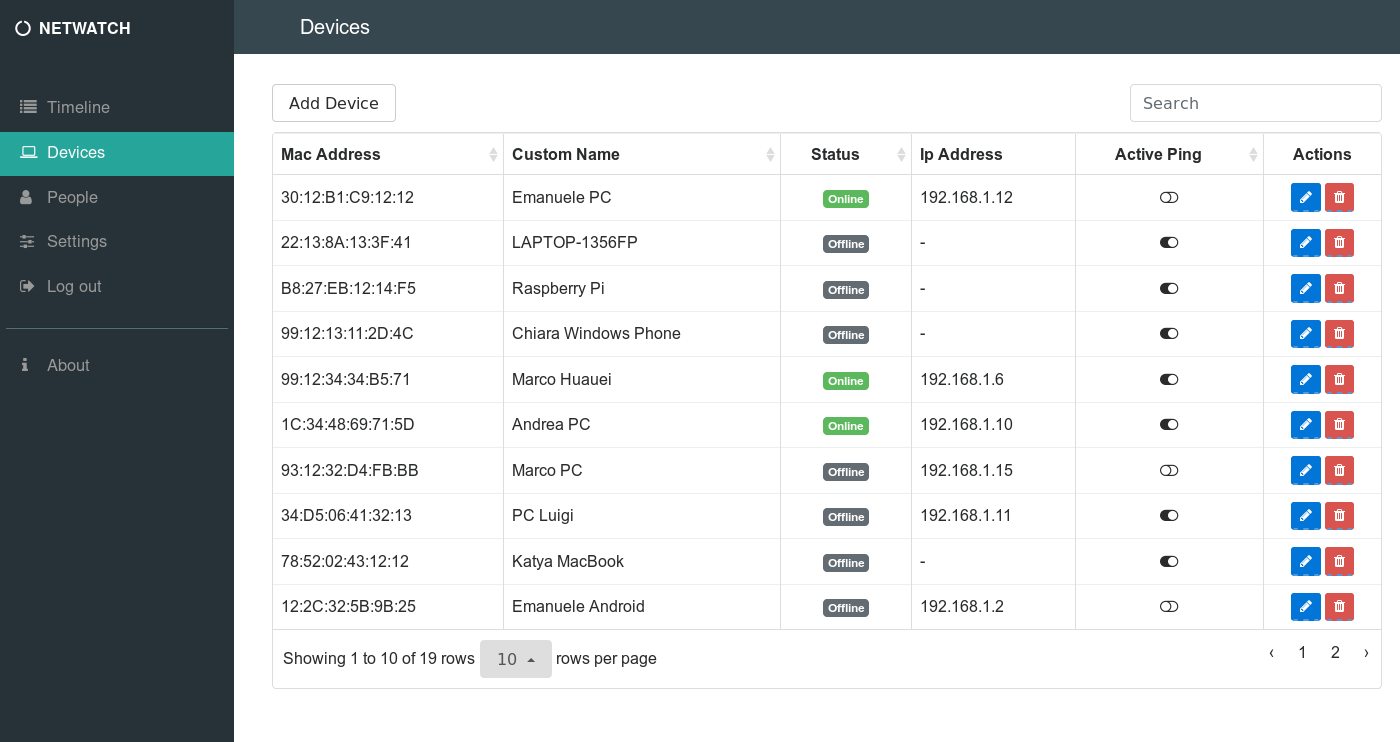 NETWATCH
Devices
Timeline
Devices
People
Settings
Log out
About
Add Device
Search
Mac Address Custom Name Status Ip Address Active Ping Actions
30:12:B1:C9:12:12 Emanuele PC Online 192.168.1.12
22:13:8A:13:3F:41 LAPTOP-1356FP Offline -
B8:27:EB:12:14:F5 Raspberry Pi Offline -
99:12:13:11:2D:4C Chiara Windows Phone Offline -
99:12:34:34:B5:71 Marco Huauei Online 192.168.1.6
1C:34:48:69:71:5D Andrea PC Online 192.168.1.10
93:12:32:D4:FB:BB Marco PC Offline 192.168.1.15
34:D5:06:41:32:13 PC Luigi Offline 192.168.1.11
78:52:02:43:12:12 Katya MacBook Offline -
12:2C:32:5B:9B:25 Emanuele Android Offline 192.168.1.2
Showing 1 to 10 of 19 rows 10 rows per page
‹ 1 2 ›